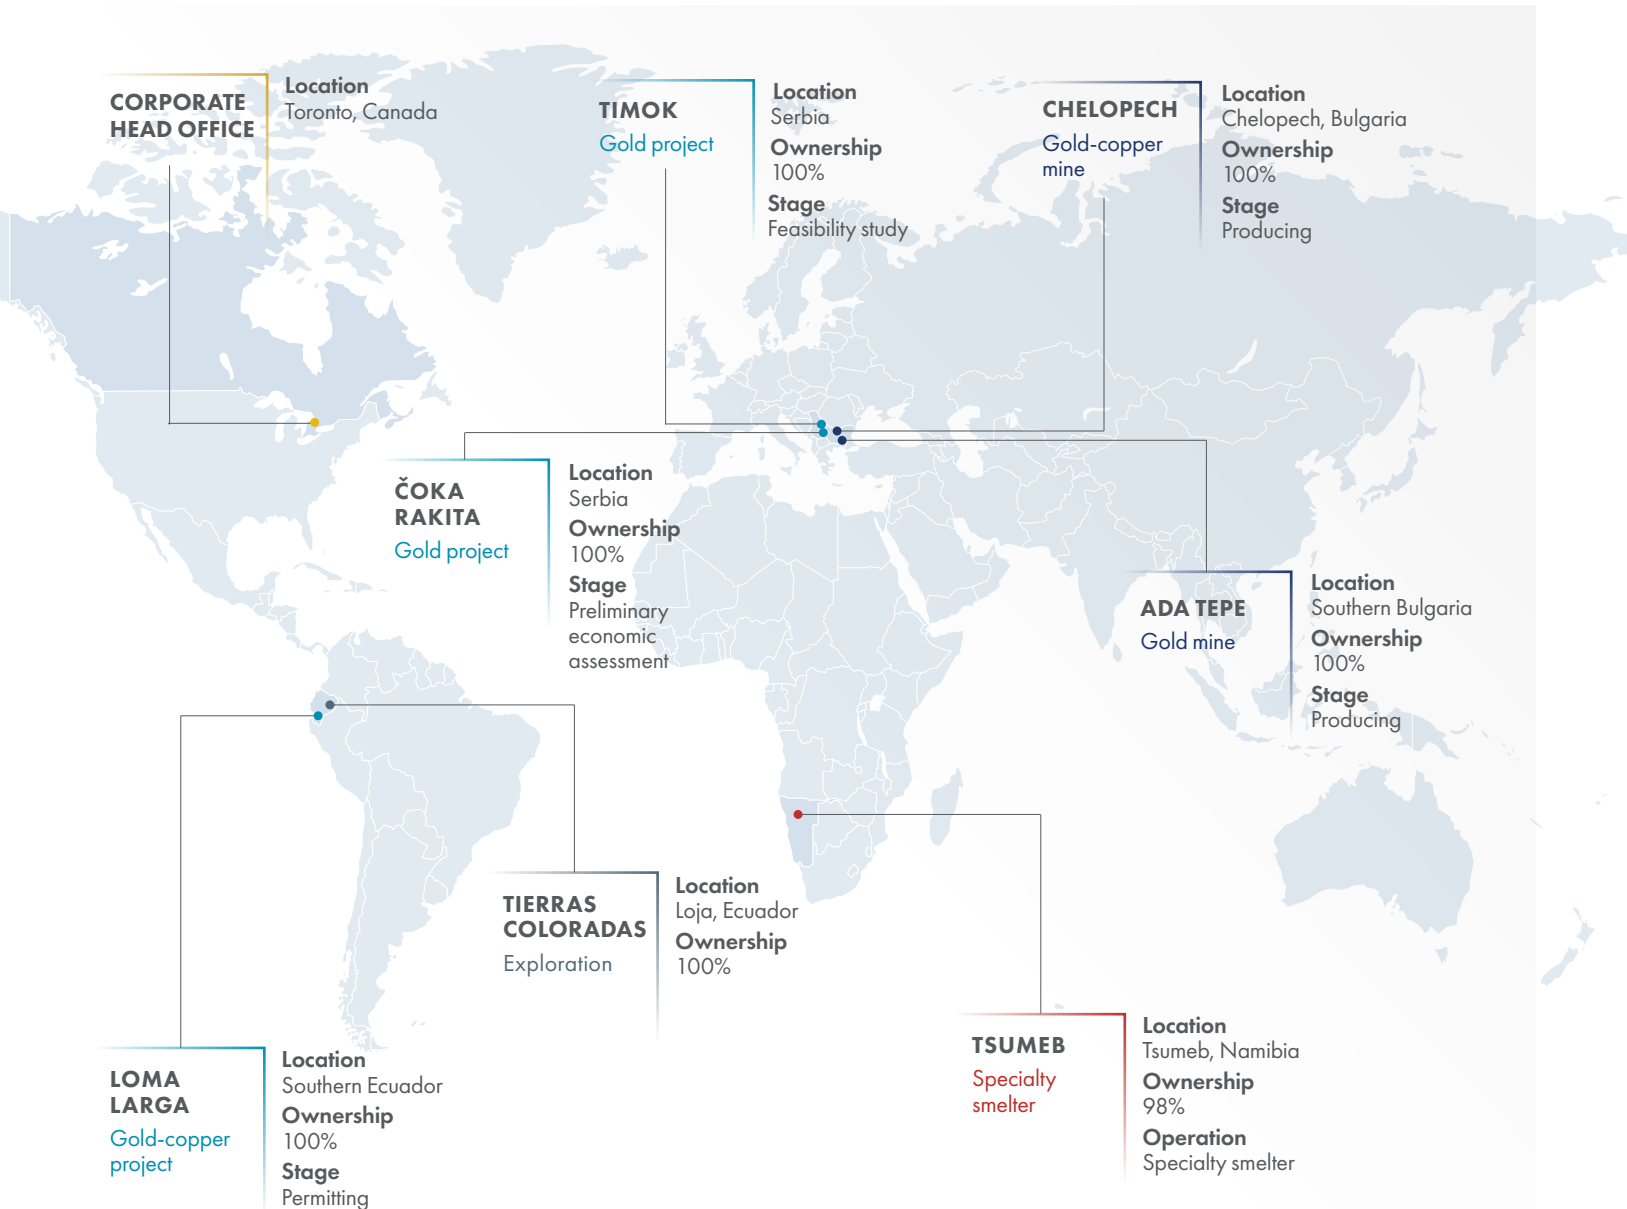 CORPORATE
HEAD OFFICE
Location
Toronto, Canada
TIMOK
Gold project
Location
Serbia
Ownership
100%
Stage
Feasibility study
CHELOPECH
Gold-copper
mine
Location
Chelopech, Bulgaria
Ownership
100%
Stage
Producing
ČOKA
RAKITA
Gold project
Location
Serbia
Ownership
100%
Stage
Preliminary
economic
assessment
ADA TEPE
Gold mine
Location
Southern Bulgaria
Ownership
100%
Stage
Producing
TIERRAS
COLORADAS
Exploration
Location
Loja, Ecuador
Ownership
100%
LOMA
LARGA
Gold-copper
project
Location
Southern Ecuador
Ownership
100%
Stage
Permitting
TSUMEB
Specialty
smelter
Location
Tsumeb, Namibia
Ownership
98%
Operation
Specialty smelter